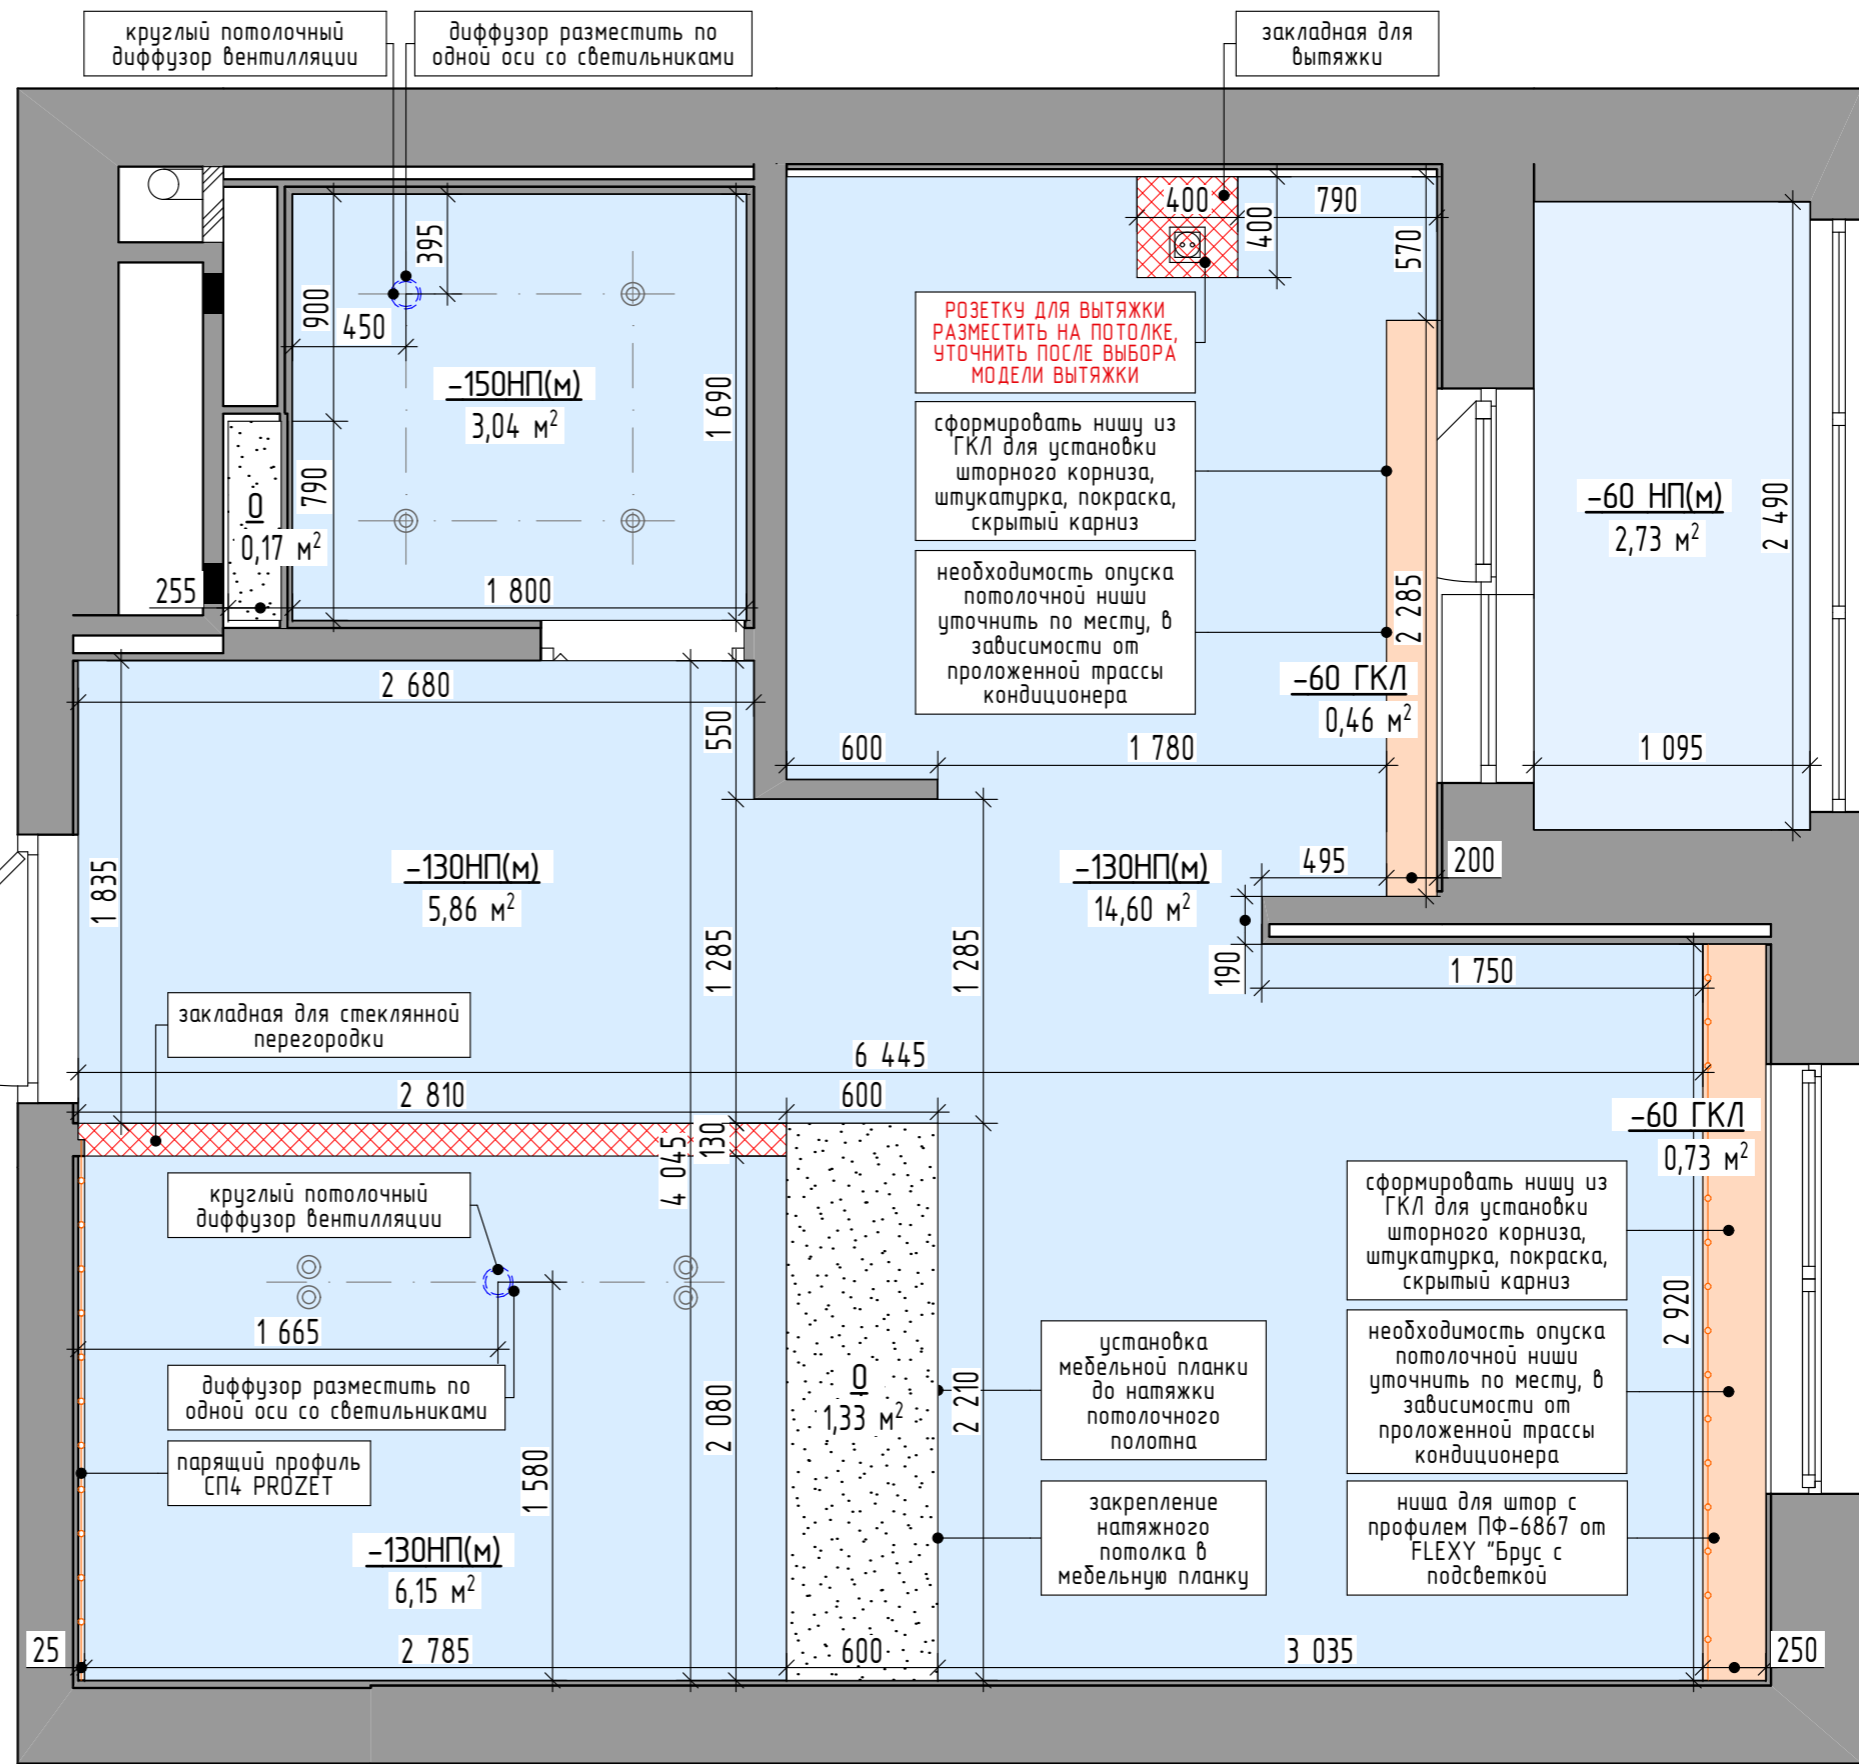 круглый потолочный
диффузор вентилляции
диффузор разместить по
одной оси со светильниками
закладная для
вытяжки
400
790
400
570
395
900
450
-150НП(м)
3,04 м²
1 690
790
0
0,17 м²
255
1 800
РОЗЕТКУ ДЛЯ ВЫТЯЖКИ
РАЗМЕСТИТЬ НА ПОТОЛКЕ,
УТОЧНИТЬ ПОСЛЕ ВЫБОРА
МОДЕЛИ ВЫТЯЖКИ
сформировать нишу из
ГКЛ для установки
шторного корниза,
штукатурка, покраска,
скрытый карниз
необходимость опуска
потолочной ниши
уточнить по месту, в
зависимости от
проложенной трассы
кондиционера
2 285
-60 ГКЛ
0,46 м²
-60 НП(м)
2,73 м²
2 490
1 095
2 680
550
600
1 780
1 835
-130НП(м)
5,86 м²
-130НП(м)
14,60 м²
495
200
1 285
1 285
190
1 750
закладная для стеклянной
перегородки
6 445
2 810
600
4 045
130
-60 ГКЛ
0,73 м²
круглый потолочный
диффузор вентилляции
1 665
диффузор разместить по
одной оси со светильниками
парящий профиль
СП4 PROZET
1 580
2 080
0
1,33 м²
2 210
установка
мебельной планки
до натяжки
потолочного
полотна
закрепление
натяжного
потолка в
мебельную планку
сформировать нишу из
ГКЛ для установки
шторного корниза,
штукатурка, покраска,
скрытый карниз
2 920
необходимость опуска
потолочной ниши
уточнить по месту, в
зависимости от
проложенной трассы
кондиционера
ниша для штор с
профилем ПФ-6867 от
FLEXY "Брус с
подсветкой
-130НП(м)
6,15 м²
25
2 785
600
3 035
250